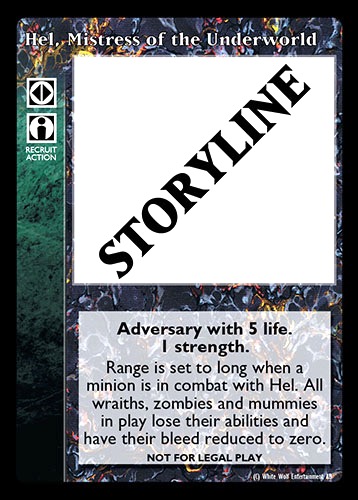 Hel, Mistress of the Underworld
RECRUIT
ACTION
STORYLINE
Adversary with 5 life.
1 strength.
Range is set to long when a
minion is in combat with Hel. All
wraiths, zombies and mummies
in play lose their abilities and
have their bleed reduced to zero.
NOT FOR LEGAL PLAY
(C) White Wolf Entertainment AB